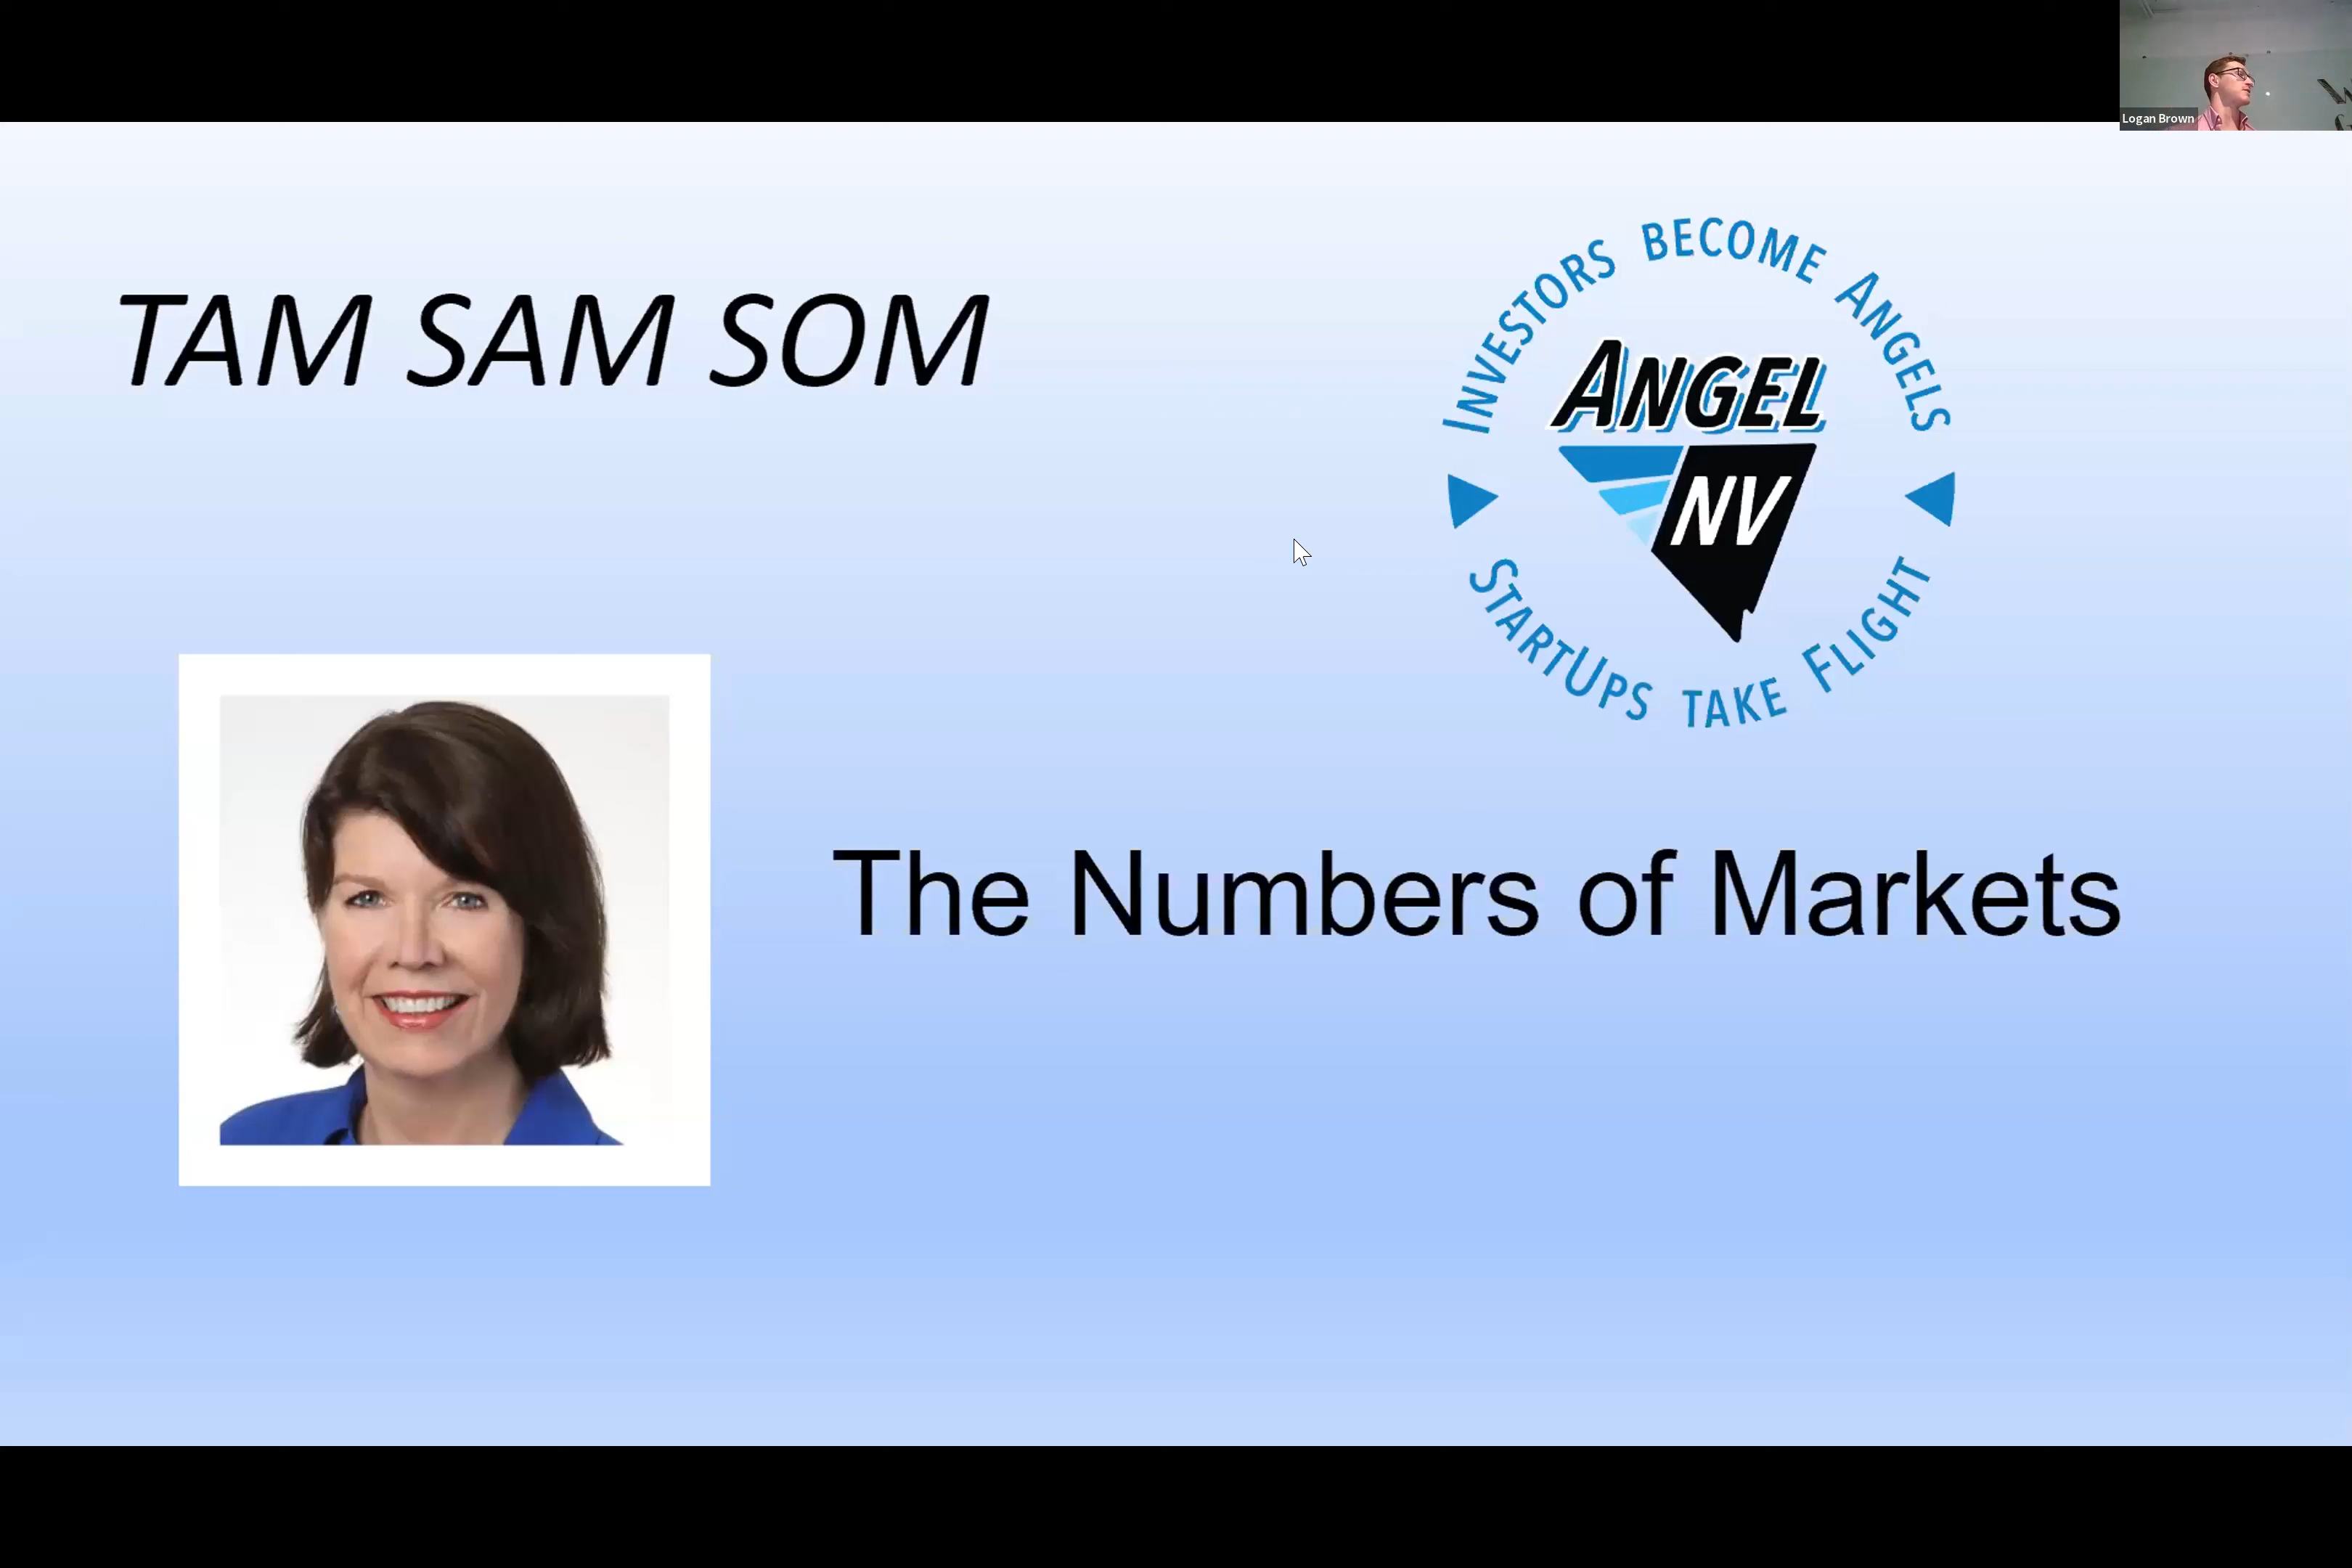 Logan Brown
TAM SAM SOM
INVESTORS BECOME ANGELS
ANGEL
NV
STARTUPS TAKE FLIGHT
The Numbers of Markets